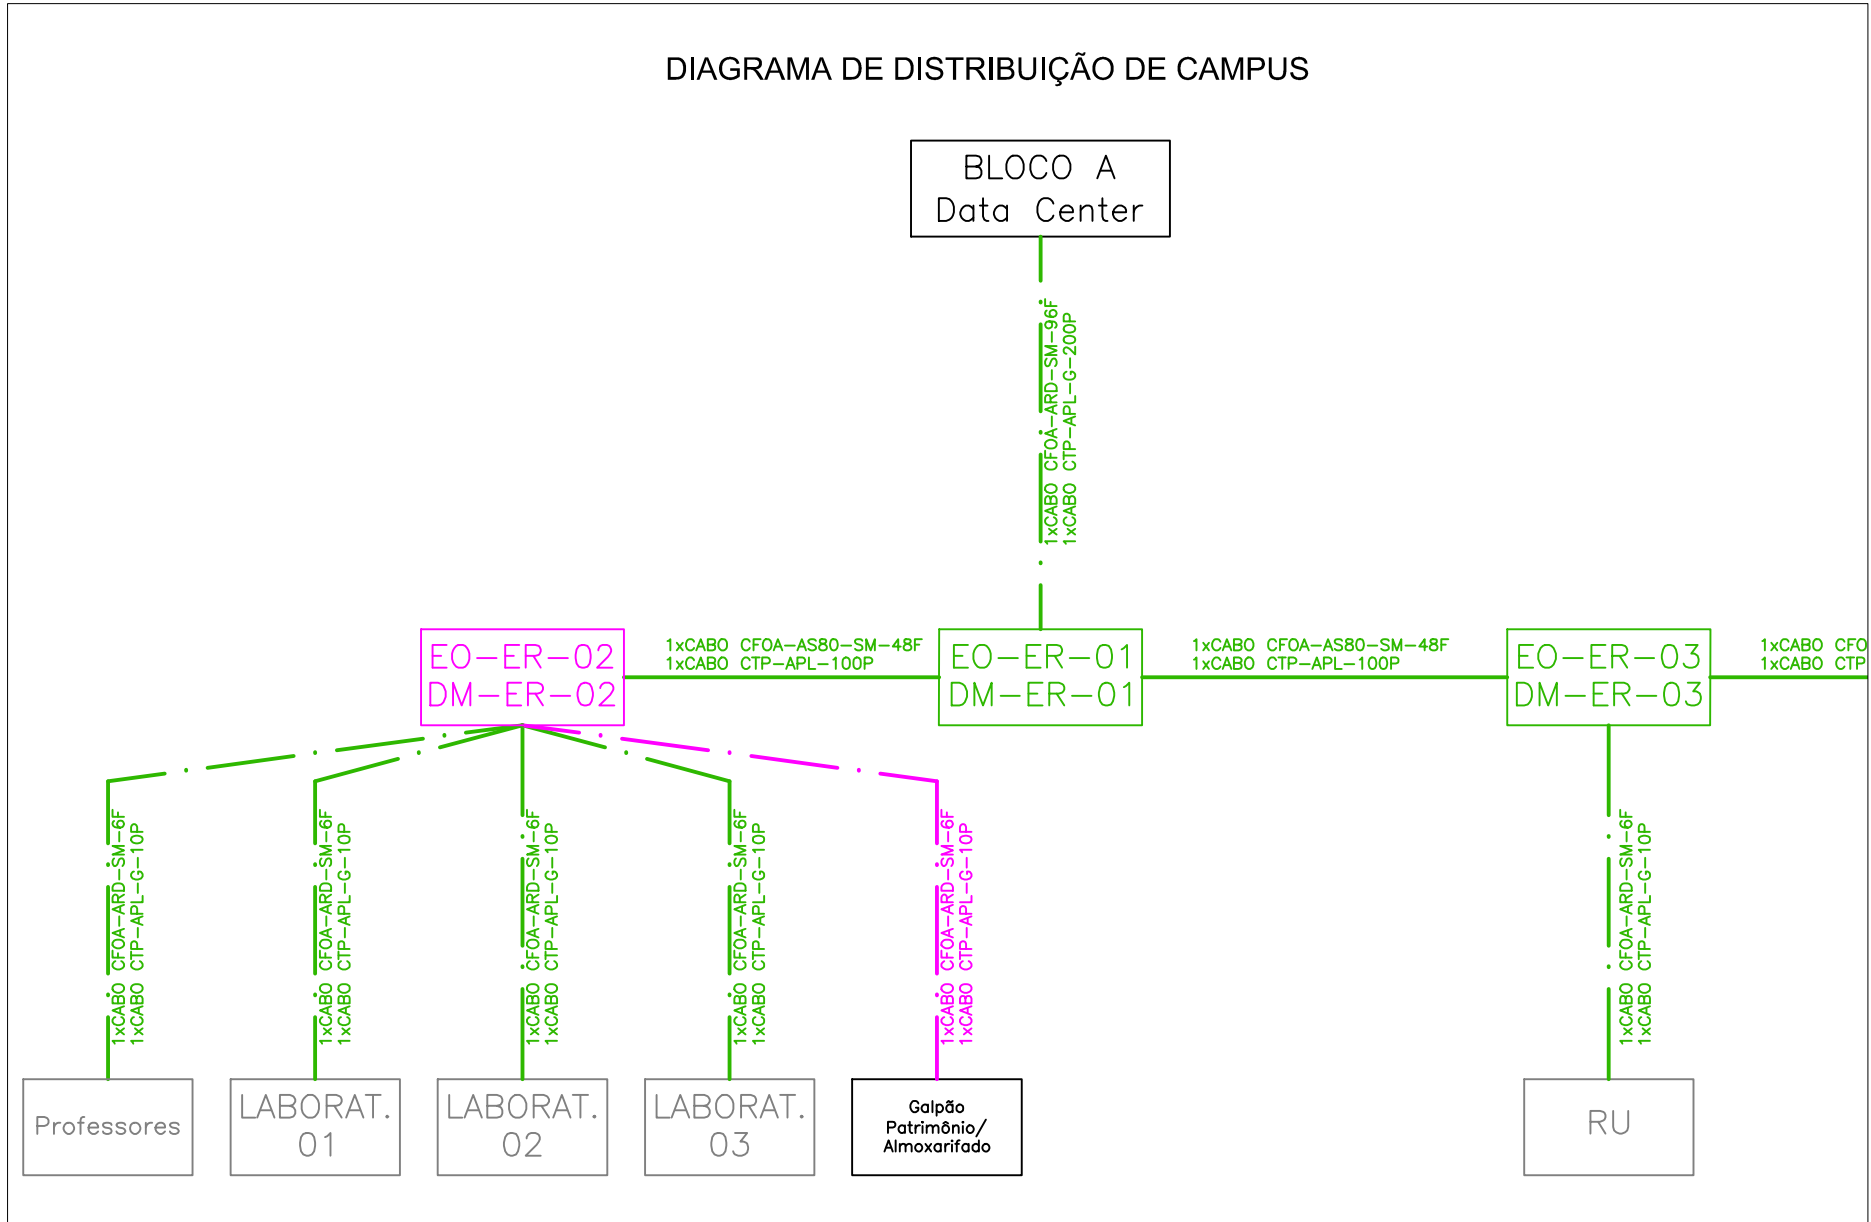 DIAGRAMA DE DISTRIBUIÇÃO DE CAMPUS
BLOCO A
Data Center
1xCABO CFOA-ARD-SM-96F
1xCABO CTP-APL-G-200P
EO-ER-02
DM-ER-02
1xCABO CFOA-AS80-SM-48F
1xCABO CTP-APL-100P
EO-ER-01
DM-ER-01
1xCABO CFOA-AS80-SM-48F
1xCABO CTP-APL-100P
EO-ER-03
DM-ER-03
1xCABO CFO
1xCABO CTP
1xCABO CFOA-ARD-SM-6F
1xCABO CTP-APL-G-10P
1xCABO CFOA-ARD-SM-6F
1xCABO CTP-APL-G-10P
1xCABO CFOA-ARD-SM-6F
1xCABO CTP-APL-G-10P
1xCABO CFOA-ARD-SM-6F
1xCABO CTP-APL-G-10P
1xCABO CFOA-ARD-SM-6F
1xCABO CTP-APL-G-10P
1xCABO CFOA-ARD-SM-6F
1xCABO CTP-APL-G-10P
Professores
LABORAT.
01
LABORAT.
02
LABORAT.
03
Galpão
Patrimônio/
Almoxarifado
RU